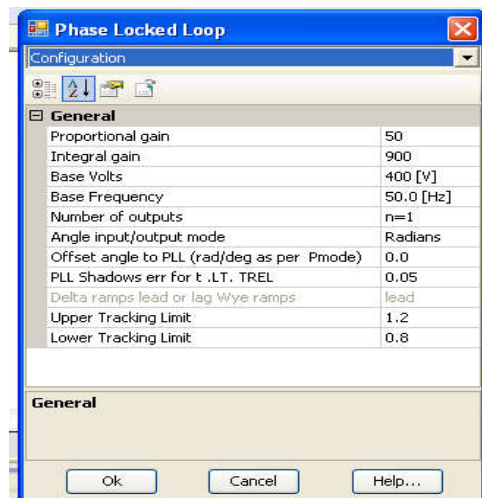 Phase Locked Loop
Configuration
General
Proportional gain 50
Integral gain 900
Base Volts 400 [V]
Base Frequency 50.0 [Hz]
Number of outputs n=1
Angle input/output mode Radians
Offset angle to PLL (rad/deg as per Pmode) 0.0
PLL Shadows err for t .LT. TREL 0.05
Delta ramps lead or lag Wye ramps lead
Upper Tracking Limit 1.2
Lower Tracking Limit 0.8
General
Ok Cancel Help...